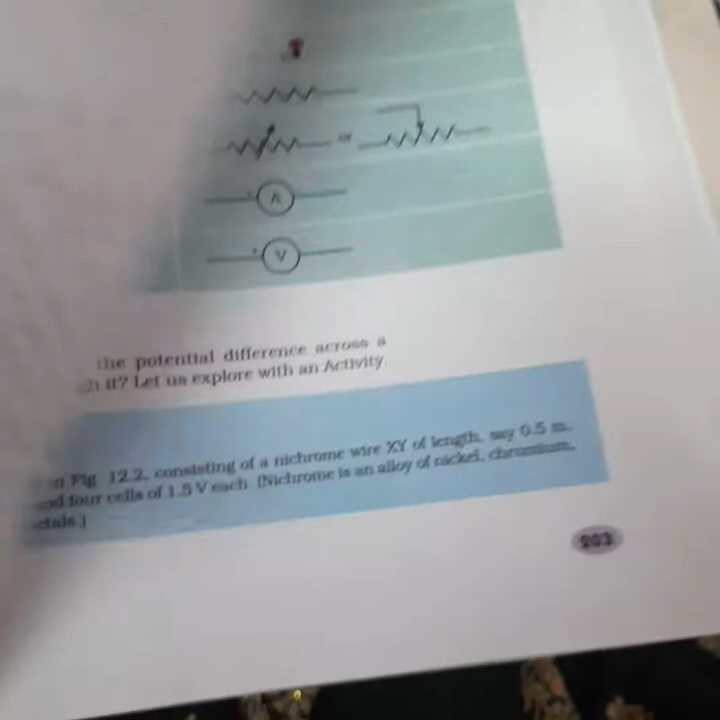 or
A
V
the potential difference across a
it? Let us explore with an Activity.
Fig 12.2, consisting of a nichrome wire XY of length, say 0.5 m,
four cells of 1.5 V each. (Nichrome is an alloy of nickel, chromium,
203